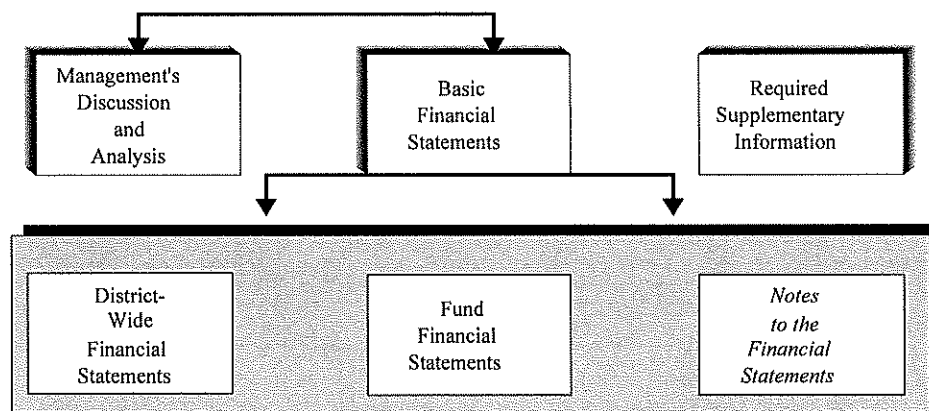 Management's
Discussion
and
Analysis
Basic
Financial
Statements
Required
Supplementary
Information
District-
Wide
Financial
Statements
Fund
Financial
Statements
Notes
to the
Financial
Statements